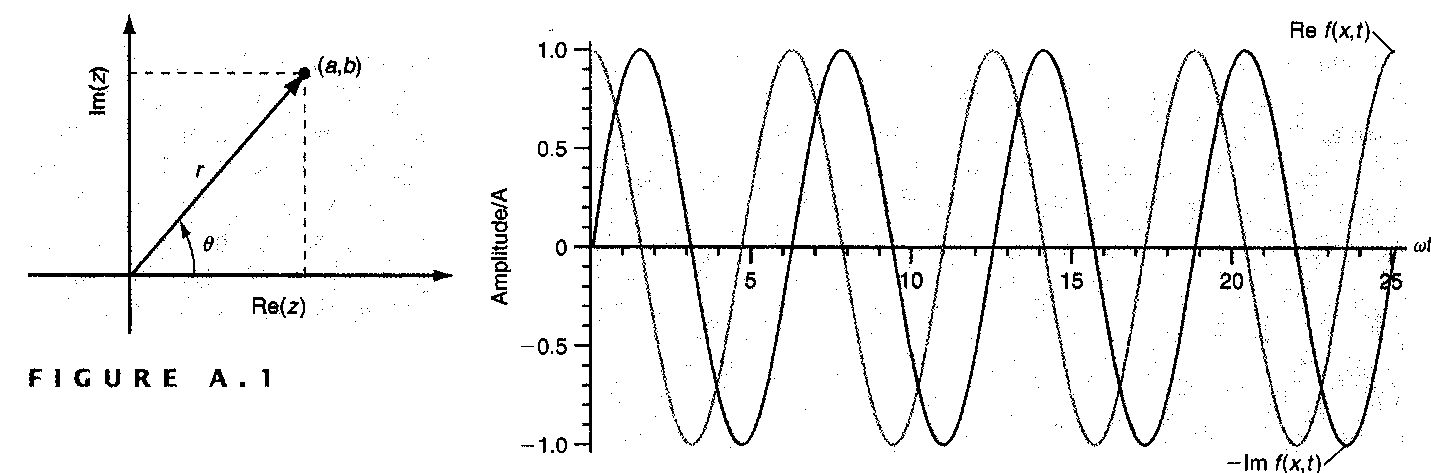 Im(z)
(a,b)
r
θ
Re(z)
FIGURE A.1
Re f(x,t)
Amplitude/A
1.0
0.5
0
−0.5
−1.0
5
10
15
20
25
ωt
−Im f(x,t)